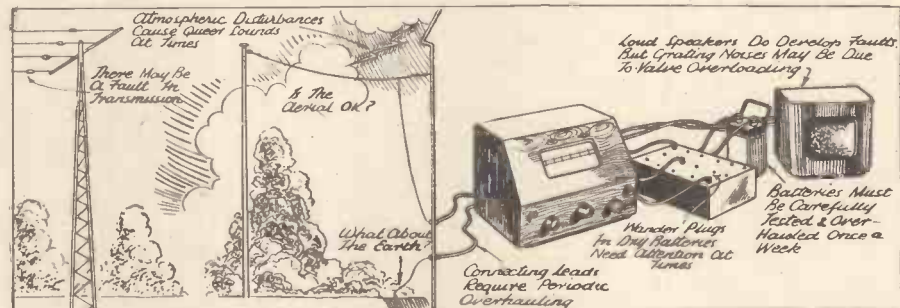 Atmospheric Disturbances
Cause Queer Sounds
At Times
There May Be
A Fault In
Transmission
Is The
Aerial OK?
What About
The Earth?
Loud Speakers Do Develop Faults.
But Grating Noises May Be Due
To Valve Overloading
Batteries Must
Be Carefully
Tested & Over-
Hauled Once a
Week
Wander Plugs
In Dry Batteries
Need Attention At
Times
Connecting Leads
Require Periodic
Overhauling